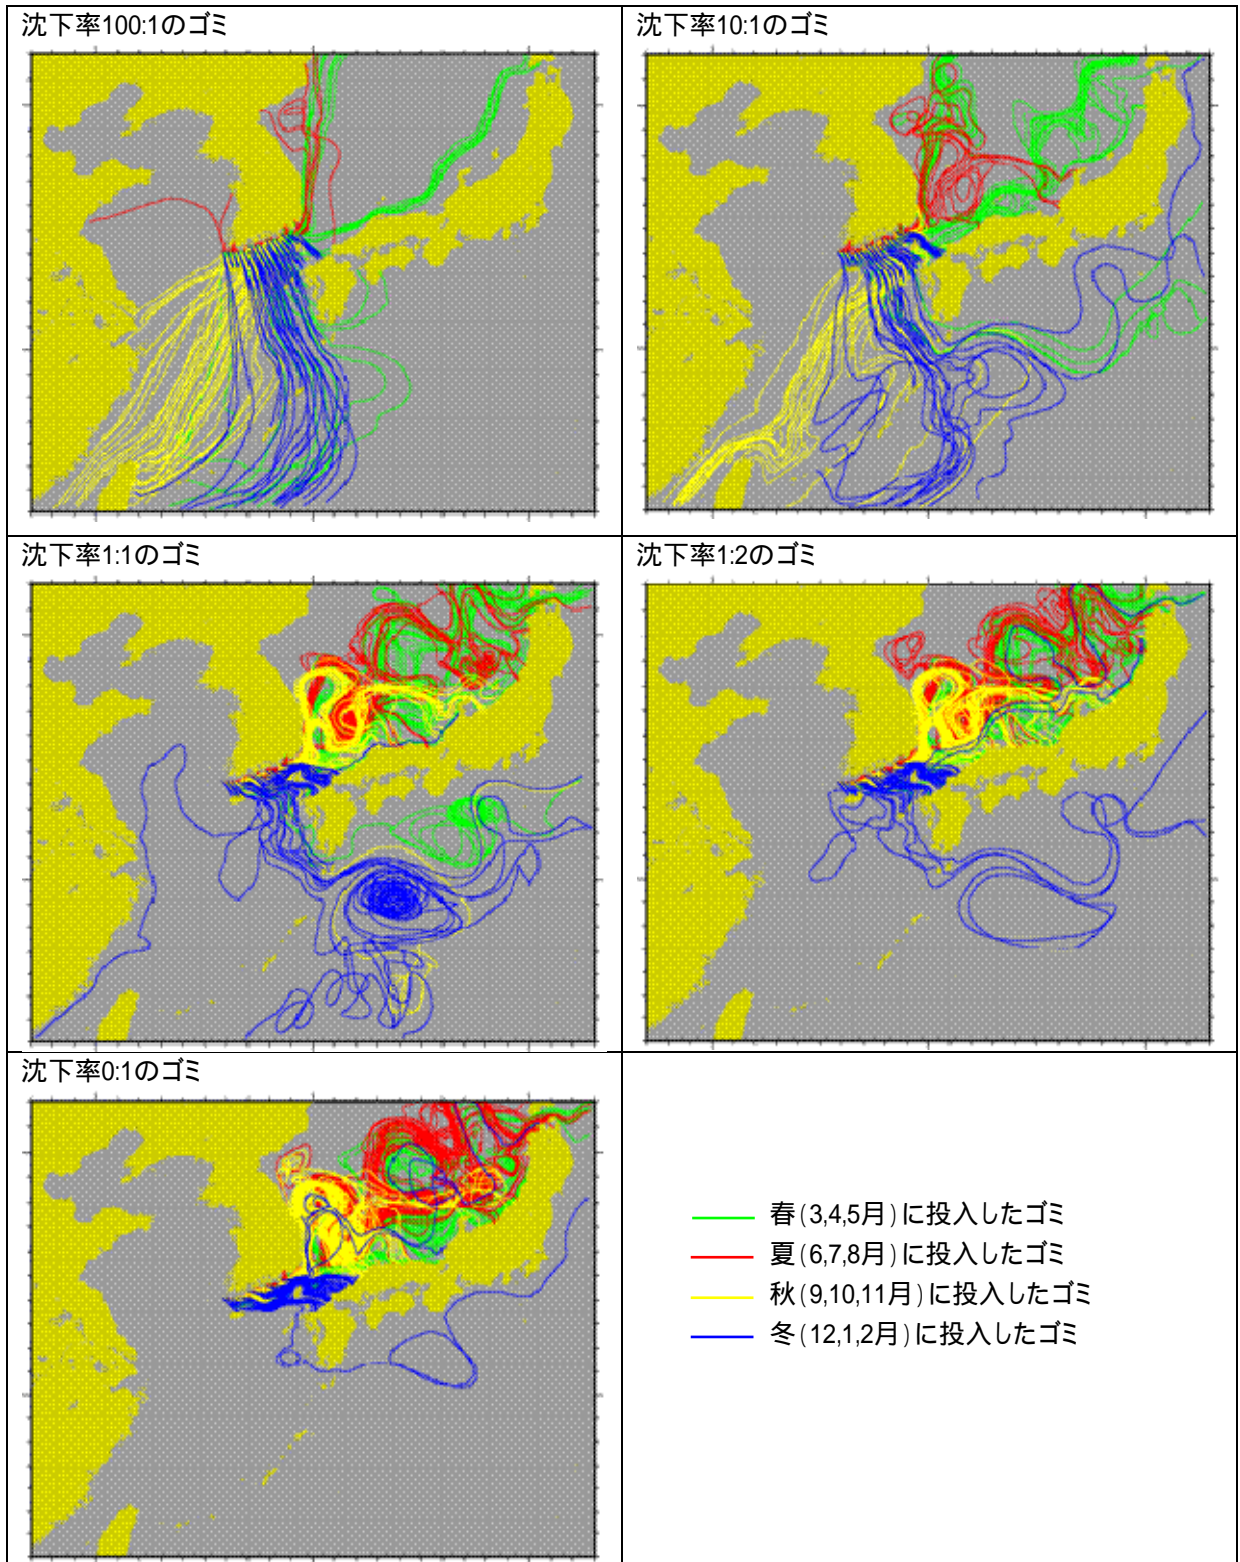 沈下率100:1のゴミ
沈下率10:1のゴミ
沈下率1:1のゴミ
沈下率1:2のゴミ
沈下率0:1のゴミ
春(3,4,5月)に投入したゴミ
夏(6,7,8月)に投入したゴミ
秋(9,10,11月)に投入したゴミ
冬(12,1,2月)に投入したゴミ